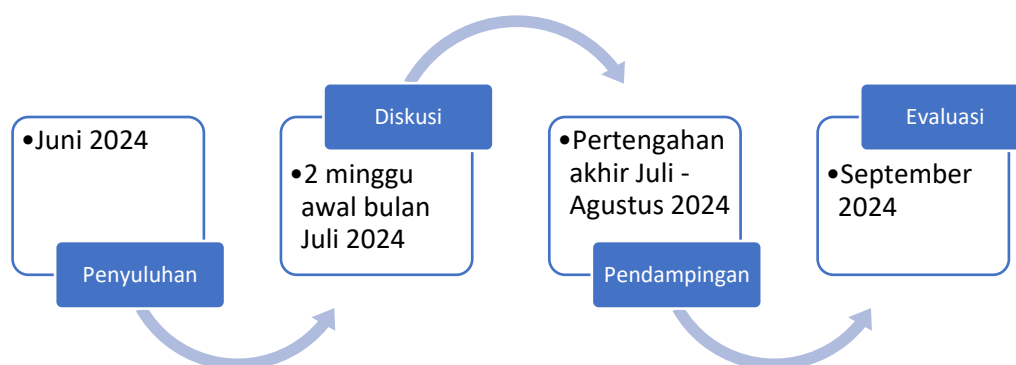 •Juni 2024
Penyuluhan
Diskusi
•2 minggu
awal bulan
Juli 2024
•Pertengahan
akhir Juli -
Agustus 2024
Pendampingan
Evaluasi
•September
2024